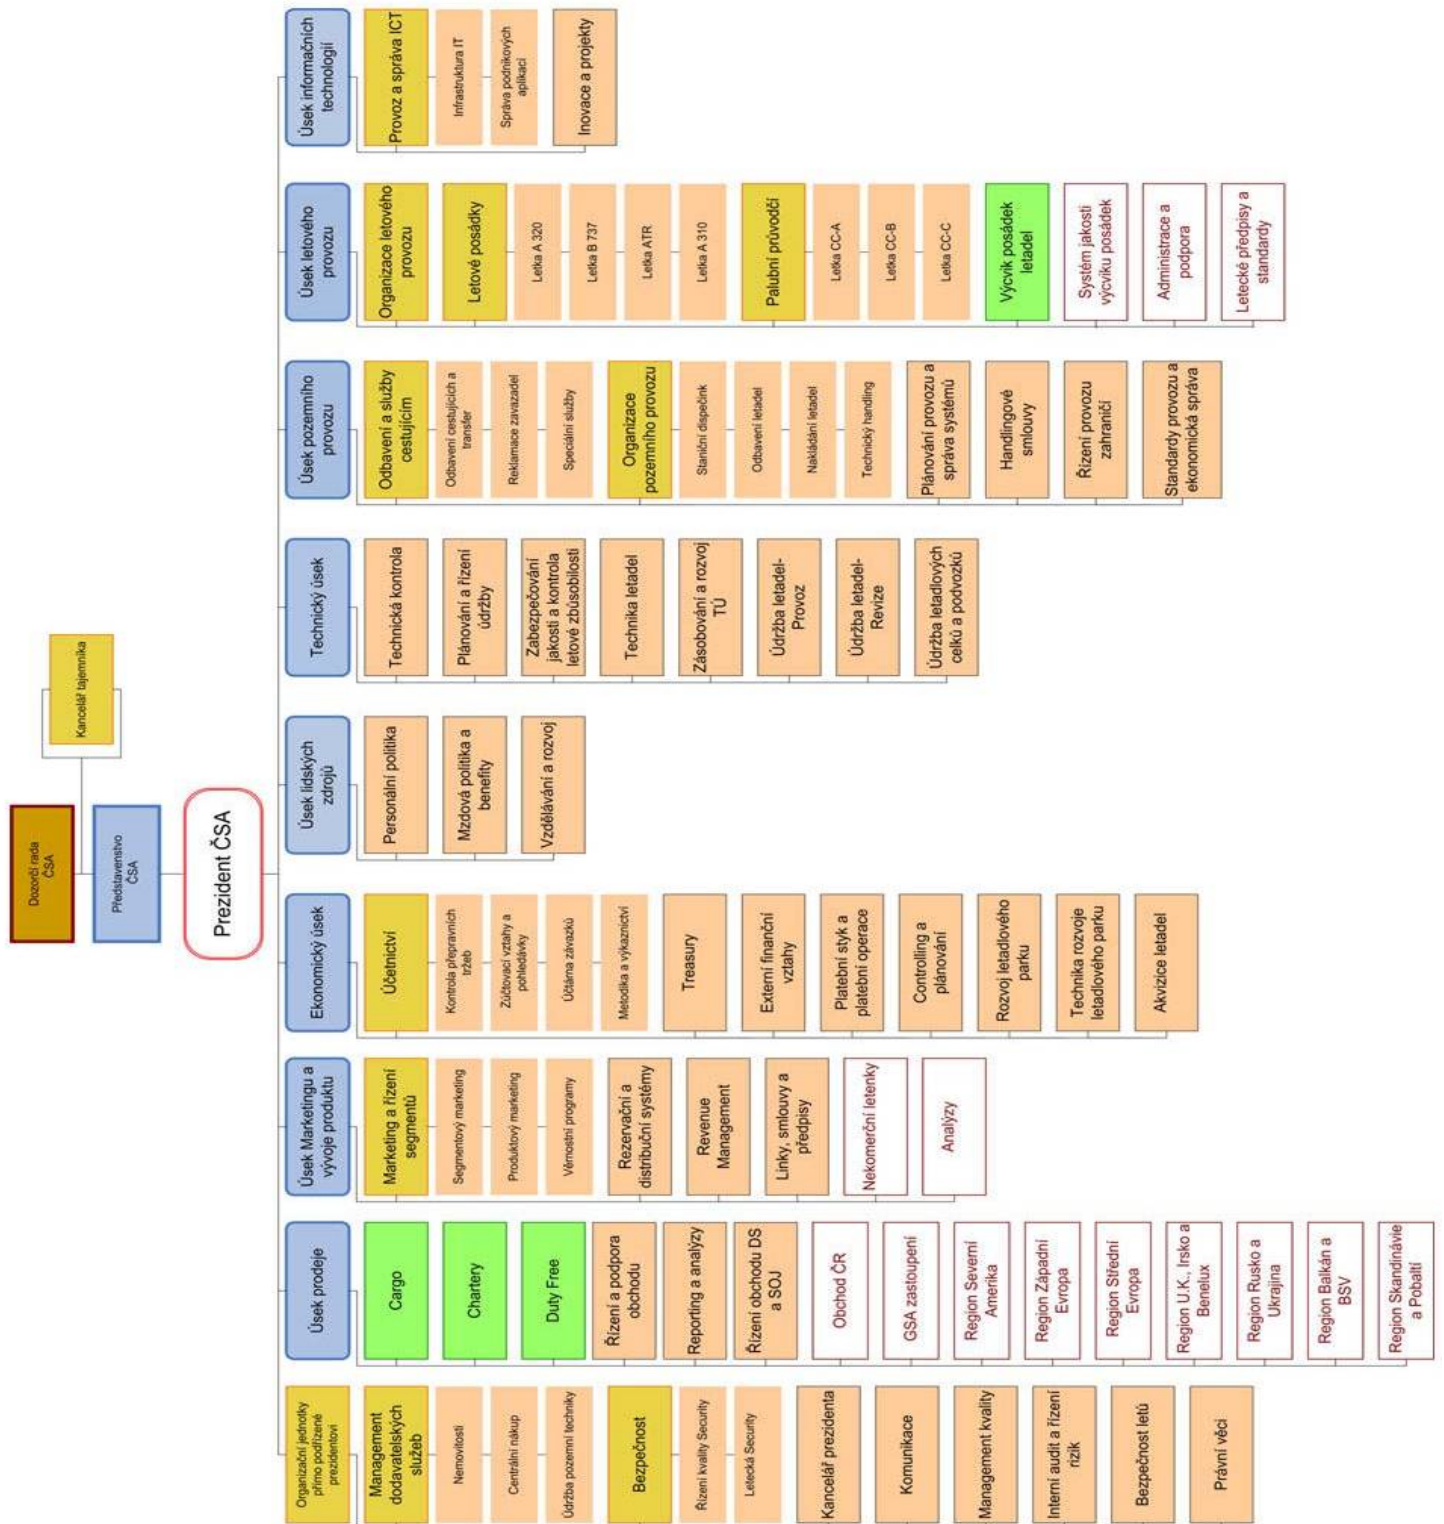 Dozorčí rada
ČSA
Představenstvo
ČSA
Kancelář tajemníka
Prezident ČSA
Organizační jednotky
přímo podřízené
prezidentovi
Management
dodavatelských
služeb
Nemovitosti
Centrální nákup
Údržba pozemní techniky
Bezpečnost
Řízení kvality Security
Letecká Security
Kancelář prezidenta
Komunikace
Management kvality
Interní audit a řízení
rizik
Bezpečnost letů
Právní věci
Úsek prodeje
Cargo
Chartery
Duty Free
Řízení a podpora
obchodu
Reporting a analýzy
Řízení obchodu DS
a SOJ
Obchod ČR
GSA zastoupení
Region Severní
Amerika
Region Západní
Evropa
Region Střední
Evropa
Region U.K., Irsko a
Benelux
Region Rusko a
Ukrajina
Region Balkán a
BSV
Region Skandinávie
a Pobaltí
Úsek Marketingu a
vývoje produktu
Marketing a řízení
segmentů
Segmentový marketing
Produktový marketing
Věrnostní programy
Rezervační a
distribuční systémy
Revenue
Management
Linky, smlouvy a
předpisy
Nekomerční letenky
Analýzy
Ekonomický úsek
Účetnictví
Kontrola přepravních
tržeb
Zúčtovací vztahy a
pohledávky
Účtárna závazků
Metodika a výkaznictví
Treasury
Externí finanční
vztahy
Platební styk a
platební operace
Controlling a
plánování
Rozvoj letadlového
parku
Technika rozvoje
letadlového parku
Akvizice letadel
Úsek lidských
zdrojů
Personální politika
Mzdová politika a
benefity
Vzdělávání a rozvoj
Technický úsek
Technická kontrola
Plánování a řízení
údržby
Zabezpečování
jakosti a kontrola
letové zbůsobilosti
Technika letadel
Zásobování a rozvoj
TÚ
Údržba letadel-
Provoz
Údržba letadel-
Revize
Údržba letadlových
celků a podvozků
Úsek pozemního
provozu
Odbavení a služby
cestujícím
Odbavení cestujících a
transfer
Reklamace zavazadel
Speciální služby
Organizace
pozemního provozu
Staniční dispečink
Odbavení letadel
Nakládání letadel
Technický handling
Plánování provozu a
správa systémů
Handlingové
smlouvy
Řízení provozu
zahraničí
Standardy provozu a
ekonomická správa
Úsek letového
provozu
Organizace letového
provozu
Letové posádky
Letka A 320
Letka B 737
Letka ATR
Letka A 310
Palubní průvodčí
Letka CC-A
Letka CC-B
Letka CC-C
Výcvik posádek
letadel
Systém jakosti
výcviku posádek
Administrace a
podpora
Letecké předpisy a
standardy
Úsek informačních
technologií
Provoz a správa ICT
Infrastruktura IT
Správa podnikových
aplikací
Inovace a projekty